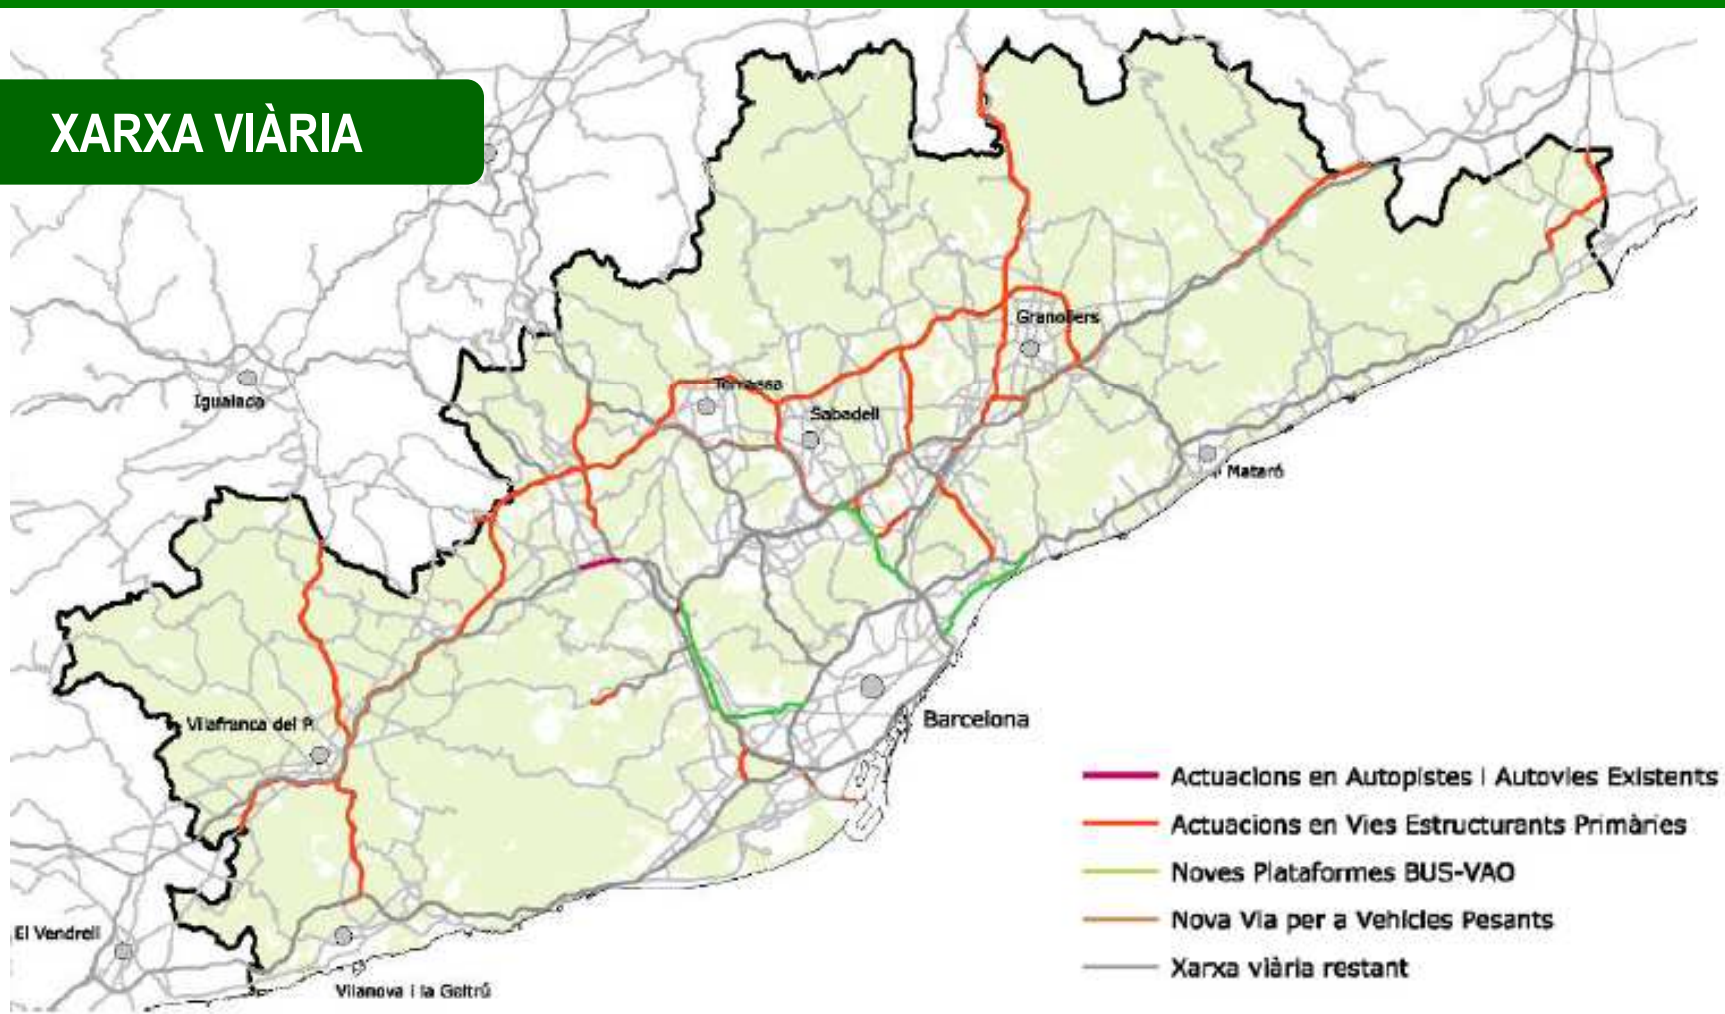 XARXA VIÀRIA
Granollers
Terrassa
Igualada
Sabadell
Mataró
Vilafranca del P.
Barcelona
El Vendrell
Vilanova i la Geltrú
Actuacions en Autopistes i Autovies Existents
Actuacions en Vies Estructurants Primàries
Noves Plataformes BUS-VAO
Nova Via per a Vehicles Pesants
Xarxa viària restant